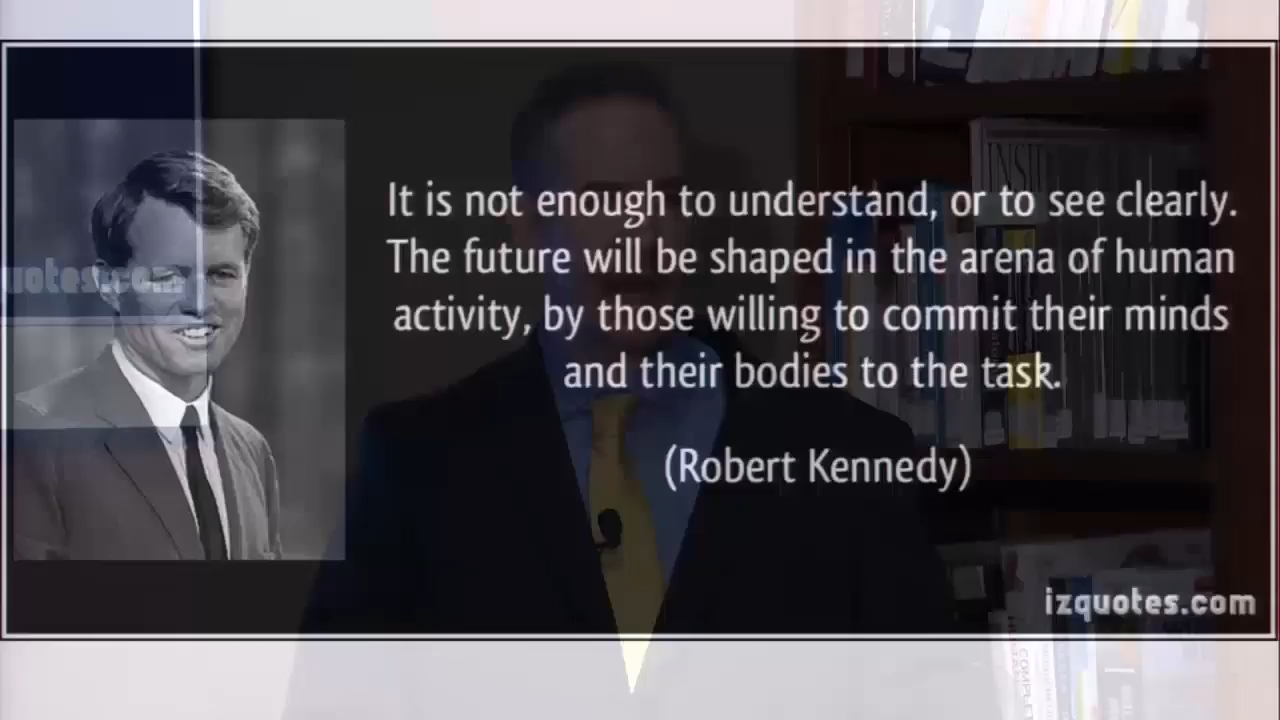 It is not enough to understand, or to see clearly.
The future will be shaped in the arena of human
activity, by those willing to commit their minds
and their bodies to the task.
(Robert Kennedy)
uotes.com
izquotes.com